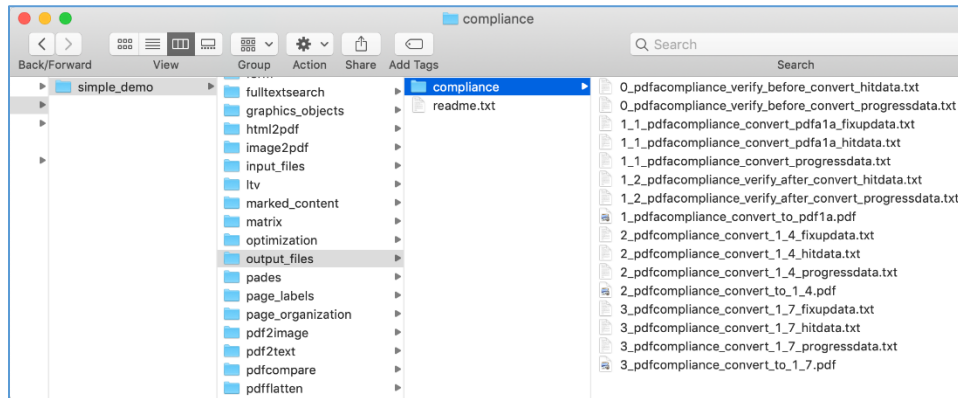 compliance
Search
Back/Forward View Group Action Share Add Tags Search
simple_demo
fulltextsearch
graphics_objects
html2pdf
image2pdf
input_files
ltv
marked_content
matrix
optimization
output_files
pades
page_labels
page_organization
pdf2image
pdf2text
pdfcompare
pdfflatten
compliance
readme.txt
0_pdfacompliance_verify_before_convert_hitdata.txt
0_pdfacompliance_verify_before_convert_progressdata.txt
1_1_pdfacompliance_convert_pdfa1a_fixupdata.txt
1_1_pdfacompliance_convert_pdfa1a_hitdata.txt
1_1_pdfacompliance_convert_progressdata.txt
1_2_pdfacompliance_verify_after_convert_hitdata.txt
1_2_pdfacompliance_verify_after_convert_progressdata.txt
1_pdfacompliance_convert_to_pdf1a.pdf
2_pdfcompliance_convert_1_4_fixupdata.txt
2_pdfcompliance_convert_1_4_hitdata.txt
2_pdfcompliance_convert_1_4_progressdata.txt
2_pdfcompliance_convert_to_1_4.pdf
3_pdfcompliance_convert_1_7_fixupdata.txt
3_pdfcompliance_convert_1_7_hitdata.txt
3_pdfcompliance_convert_1_7_progressdata.txt
3_pdfcompliance_convert_to_1_7.pdf